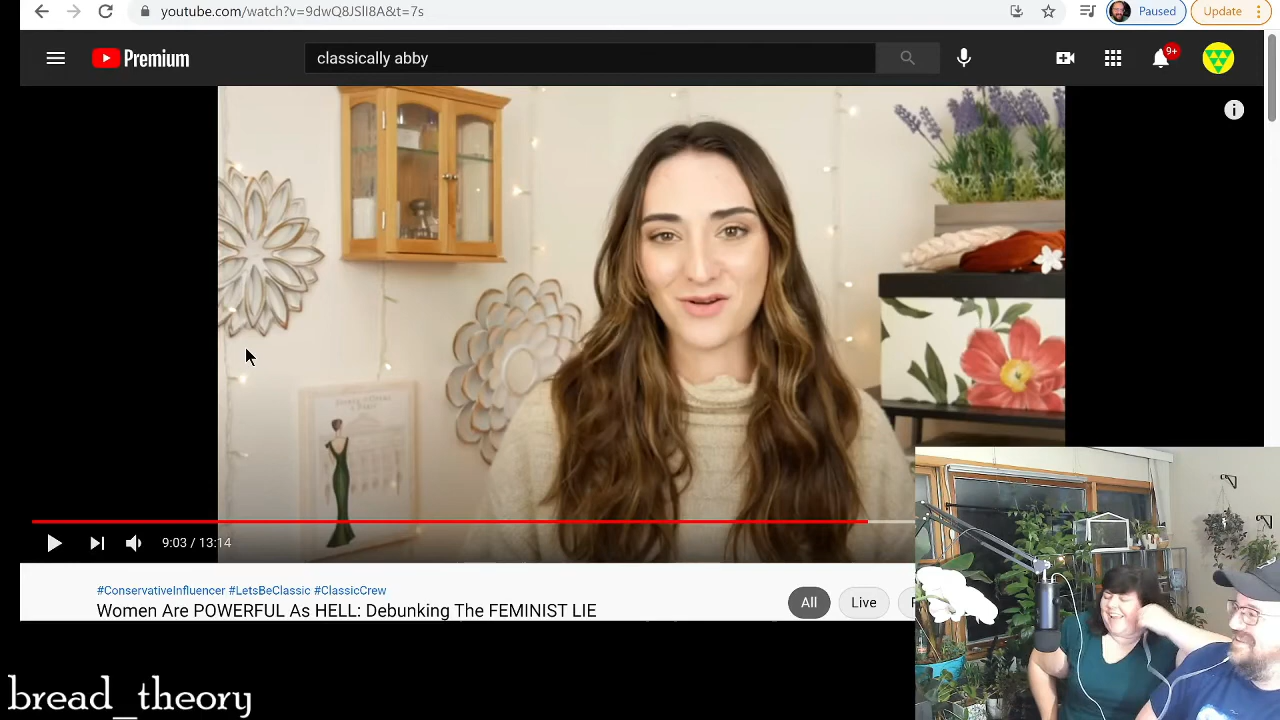 youtube.com/watch?v=9dwQ8JSlI8A&t=7s
Paused
Update
Premium
classically abby
9+
9:03 / 13:14
#ConservativeInfluencer #LetsBeClassic #ClassicCrew
Women Are POWERFUL As HELL: Debunking The FEMINIST LIE
All
Live
bread_theory